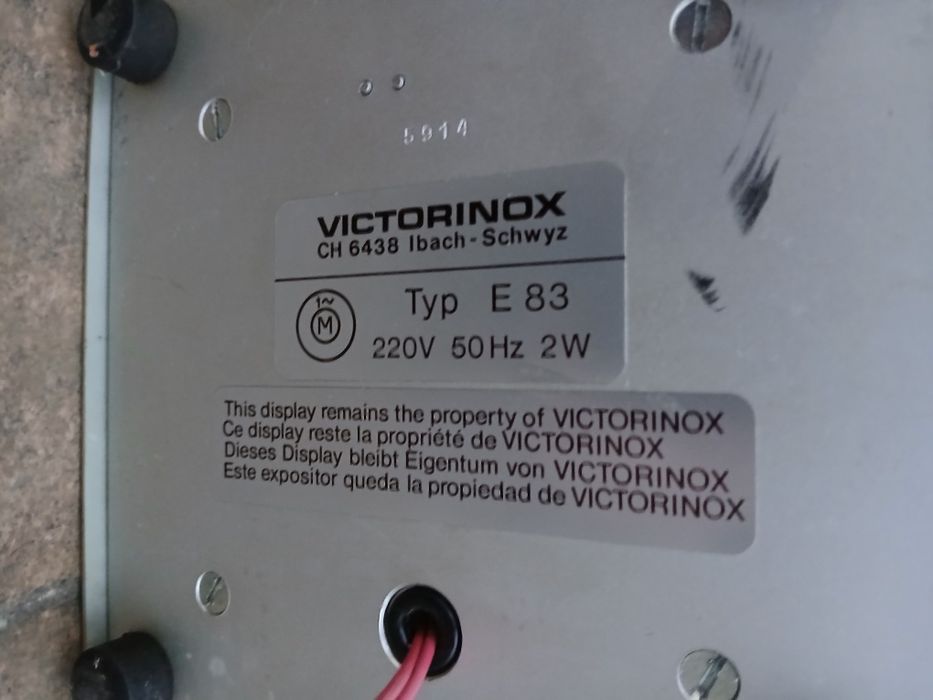 5914
VICTORINOX
CH 6438 Ibach-Schwyz
1~
M
Typ E 83
220V 50Hz 2W
This display remains the property of VICTORINOX
Ce display reste la propriété de VICTORINOX
Dieses Display bleibt Eigentum von VICTORINOX
Este expositor queda la propiedad de VICTORINOX